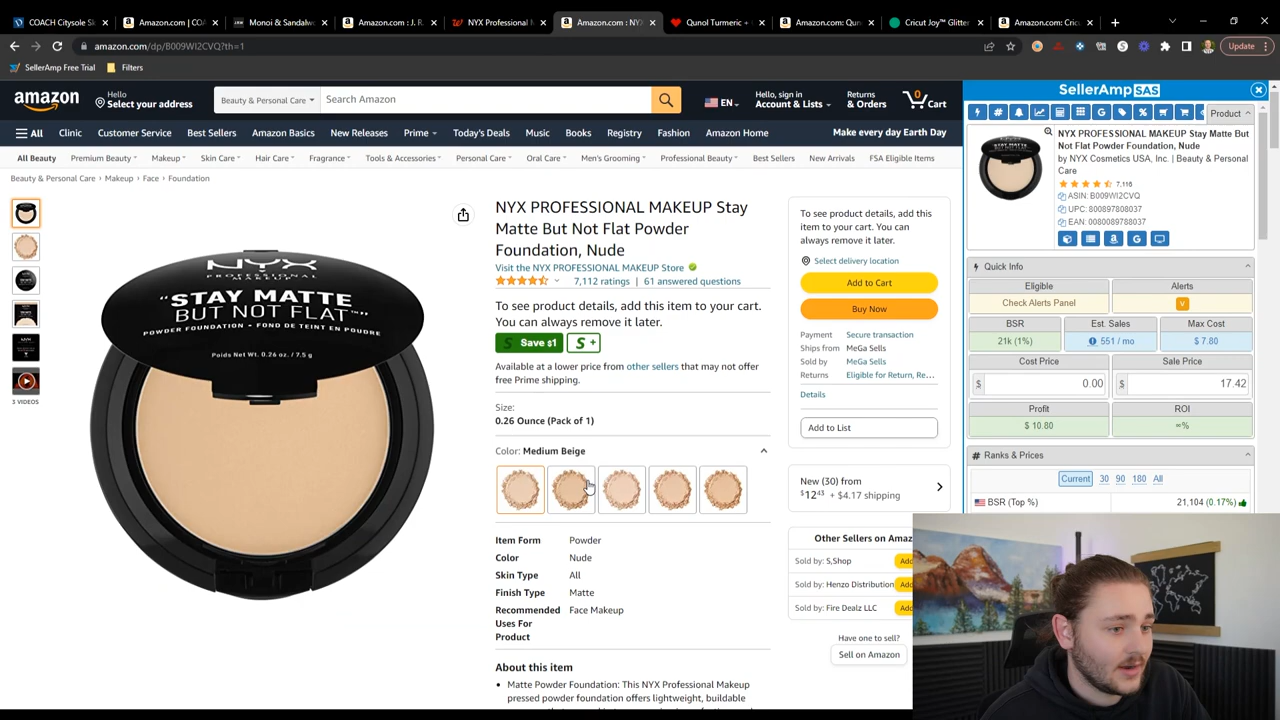 COACH Citysole Sk
Amazon.com | COA
Monoi & Sandalwo
Amazon.com: J. R.
NYX Professional M
Amazon.com : NY
Qunol Turmeric +
Amazon.com: Qun
Cricut Joy™ Glitter
Amazon.com: Cric
amazon.com/dp/B009WI2CVQ?th=1
Update
SellerAmp Free Trial
Filters
amazon
Hello
Select your address
Beauty & Personal Care
Search Amazon
EN
Hello, sign in
Account & Lists
Returns
& Orders
0
Cart
All
Clinic
Customer Service
Best Sellers
Amazon Basics
New Releases
Prime
Today's Deals
Music
Books
Registry
Fashion
Amazon Home
Make every day Earth Day
All Beauty
Premium Beauty
Makeup
Skin Care
Hair Care
Fragrance
Tools & Accessories
Personal Care
Oral Care
Men's Grooming
Professional Beauty
Best Sellers
New Arrivals
FSA Eligible Items
Beauty & Personal Care › Makeup › Face › Foundation
3 VIDEOS
NYX
PROFESSIONAL MAKEUP
"STAY MATTE
BUT NOT FLAT™"
POWDER FOUNDATION • FOND DE TEINT EN POUDRE
Poids Net Wt. 0.26 oz. / 7.5 g
NYX PROFESSIONAL MAKEUP Stay
Matte But Not Flat Powder
Foundation, Nude
Visit the NYX PROFESSIONAL MAKEUP Store
7,112 ratings | 61 answered questions
To see product details, add this item to your cart.
You can always remove it later.
Save $1
S +
Available at a lower price from other sellers that may not offer
free Prime shipping.
Size:
0.26 Ounce (Pack of 1)
Color: Medium Beige
Item Form Powder
Color Nude
Skin Type All
Finish Type Matte
Recommended Face Makeup
Uses For
Product
About this item
• Matte Powder Foundation: This NYX Professional Makeup
pressed powder foundation offers lightweight, buildable
To see product details, add this
item to your cart. You can
always remove it later.
Select delivery location
Add to Cart
Buy Now
Payment Secure transaction
Ships from MeGa Sells
Sold by MeGa Sells
Returns Eligible for Return, Re...
Details
Add to List
New (30) from
$12.43 + $4.17 shipping
Other Sellers on Amazo
Sold by: S,Shop
Add
Sold by: Henzo Distribution
Add
Sold by: Fire Dealz LLC
Add
Have one to sell?
Sell on Amazon
SellerAmp SAS
Product
STAY MATTE
BUT NOT FLAT
NYX PROFESSIONAL MAKEUP Stay Matte But
Not Flat Powder Foundation, Nude
by NYX Cosmetics USA, Inc. | Beauty & Personal
Care
7,116
ASIN: B009WI2CVQ
UPC: 800897808037
EAN: 0080089788037
Quick Info
Eligible
Check Alerts Panel
Alerts
V
BSR
21k (1%)
Est. Sales
551 / mo
Max Cost
$ 7.80
Cost Price
$ 0.00
Sale Price
$ 17.42
Profit
$ 10.80
ROI
∞%
Ranks & Prices
Current 30 90 180 All
BSR (Top %)
21,104 (0.17%)